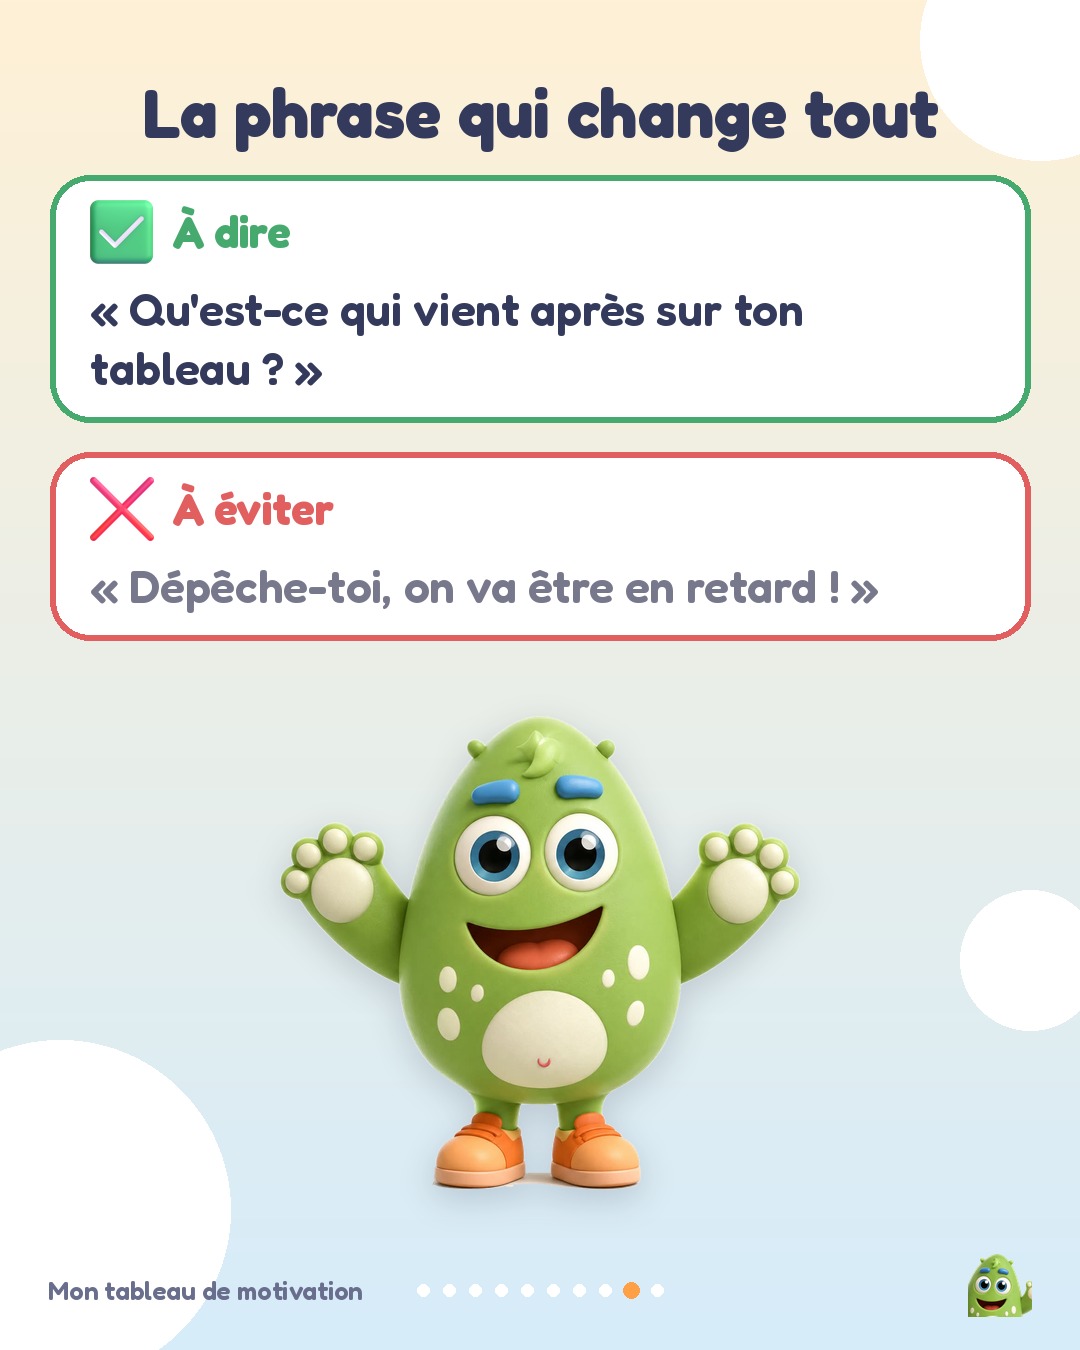 La phrase qui change tout
À dire
« Qu'est-ce qui vient après sur ton
tableau ? »
À éviter
« Dépêche-toi, on va être en retard ! »
Mon tableau de motivation